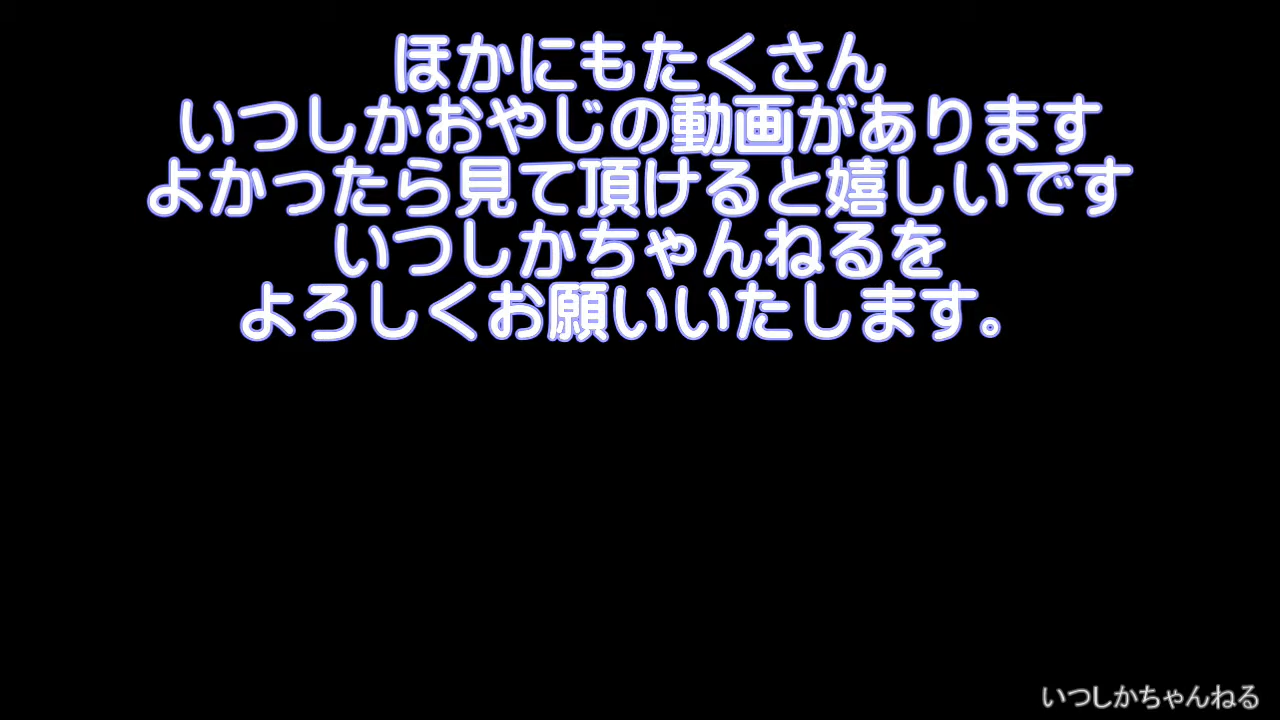 ほかにもたくさん
いつしかおやじの動画があります
よかったら見て頂けると嬉しいです
いつしかちゃんねるを
よろしくお願いいたします。
いつしかちゃんねる